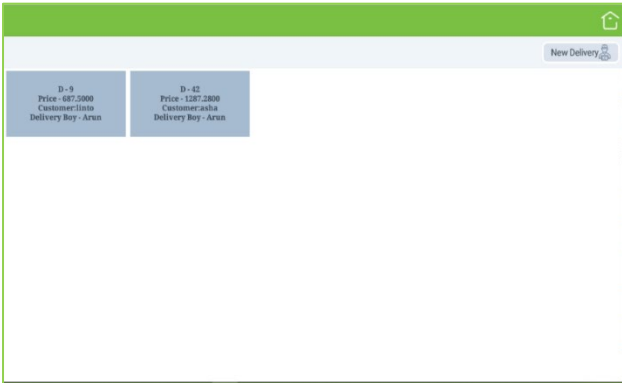 New Delivery
D - 9
Price - 687.5000
Customer:linto
Delivery Boy - Arun
D - 42
Price - 1287.2800
Customer:asha
Delivery Boy - Arun